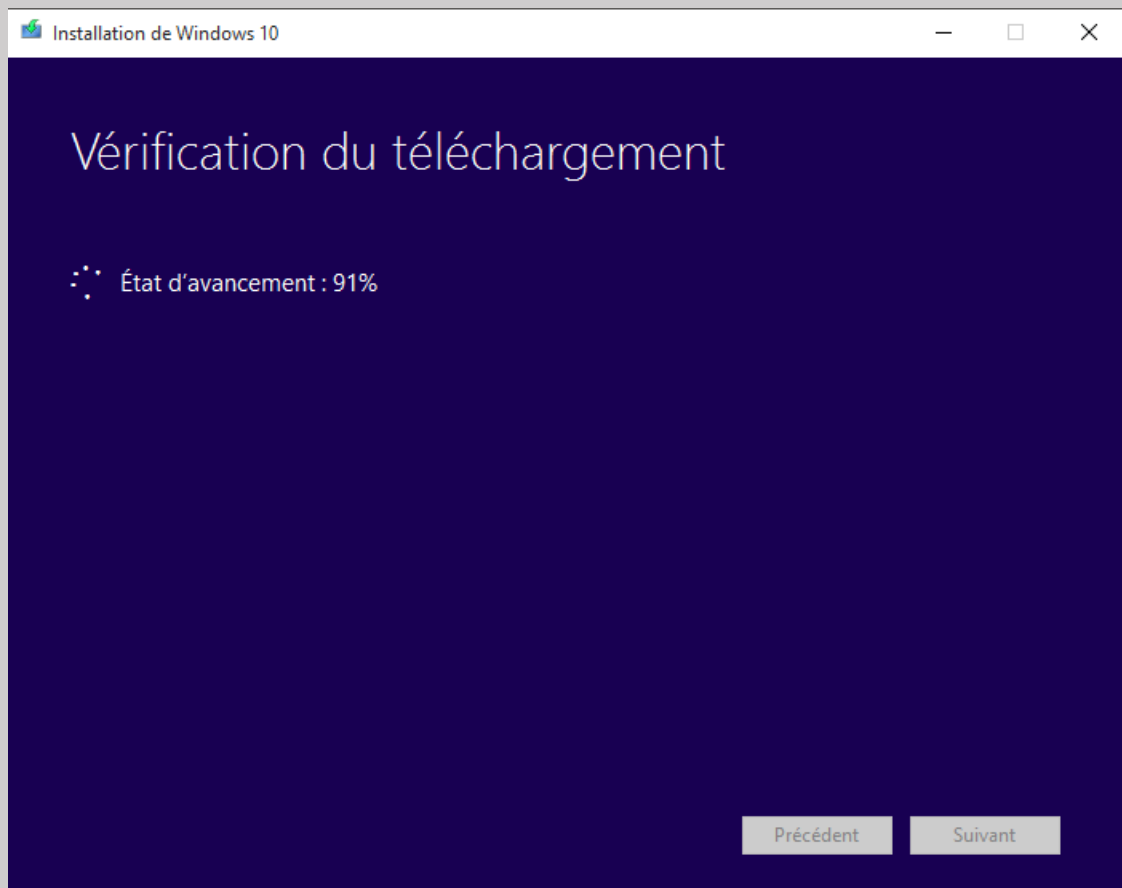 Installation de Windows 10
Vérification du téléchargement
État d’avancement : 91%
Précédent
Suivant